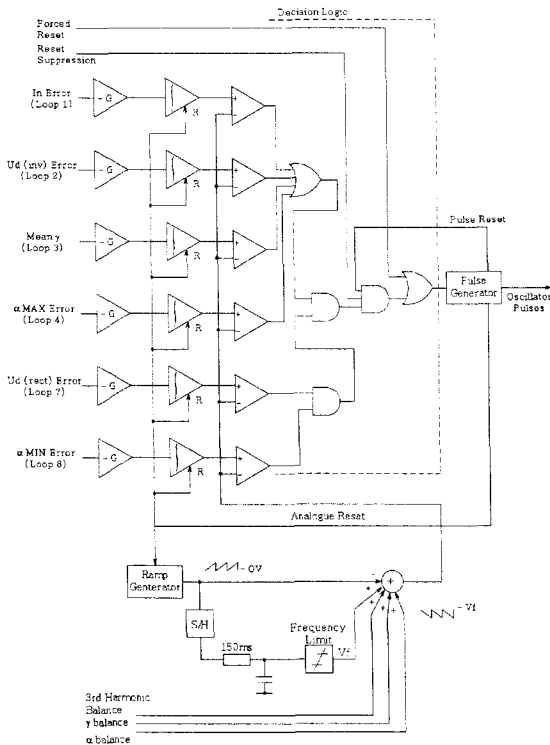 Decision Logic
Forced
Reset
Reset
Suppression
In Error
(Loop 1)
- G
R
+
−
Ud (inv) Error
(Loop 2)
- G
R
+
−
Mean γ
(Loop 3)
- G
R
+
−
Pulse Reset
Pulse
Generator
Oscillator
Pulses
α MAX Error
(Loop 4)
- G
R
+
−
Ud (rect) Error
(Loop 7)
- G
R
+
−
α MIN Error
(Loop 8)
- G
R
+
−
Analogue Reset
Ramp
Genterator
- 0V
−
+
+
+
+
+
- Vf
S/H
150ms
Frequency
Limit
Vf
3rd Harmonic
Balance
γ balance
α balance